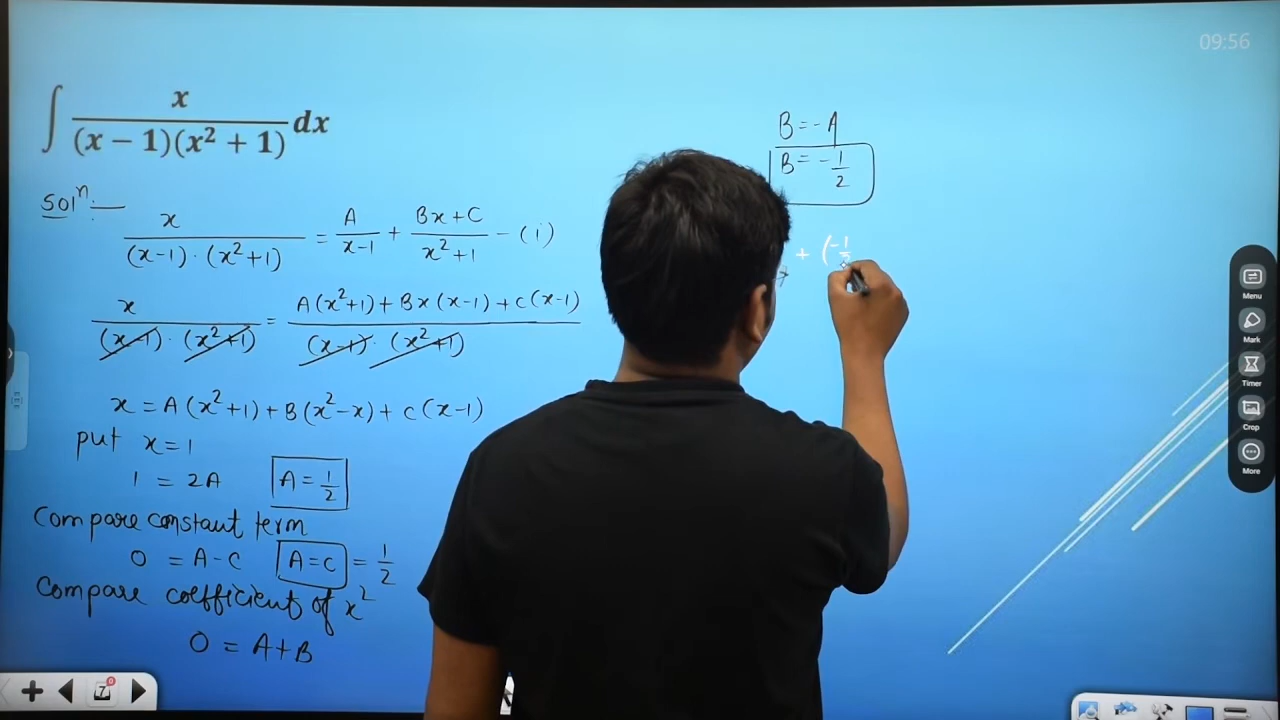 09:56
∫ x / (x − 1)(x² + 1) dx
Solⁿ:—
x / (x-1)·(x²+1) = A / x-1 + Bx+C / x²+1 - (1)
x / (x-1)·(x²+1) = A(x²+1)+Bx(x-1)+C(x-1) / (x-1)·(x²+1)
x = A(x²+1)+B(x²-x)+C(x-1)
put x=1
1 = 2A A=1/2
Compare constant term
0 = A-C A=C = 1/2
Compare coefficient of x²
0 = A+B
B=-A
B=-1/2
+ (-1
Menu
Mark
Timer
Crop
More